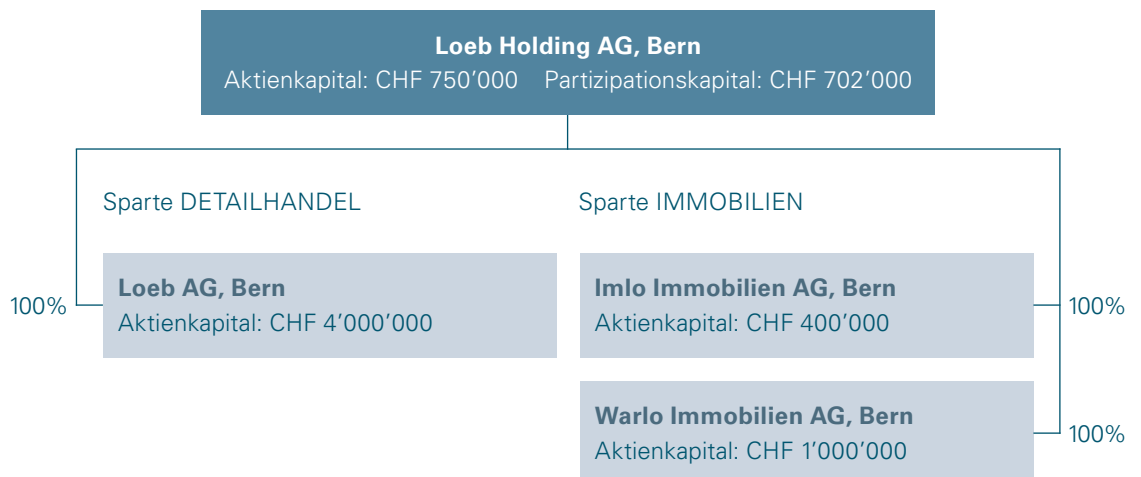 Loeb Holding AG, Bern
Aktienkapital: CHF 750’000 Partizipationskapital: CHF 702’000
Sparte DETAILHANDEL
Sparte IMMOBILIEN
100%
Loeb AG, Bern
Aktienkapital: CHF 4’000’000
Imlo Immobilien AG, Bern
Aktienkapital: CHF 400’000
100%
Warlo Immobilien AG, Bern
Aktienkapital: CHF 1’000’000
100%